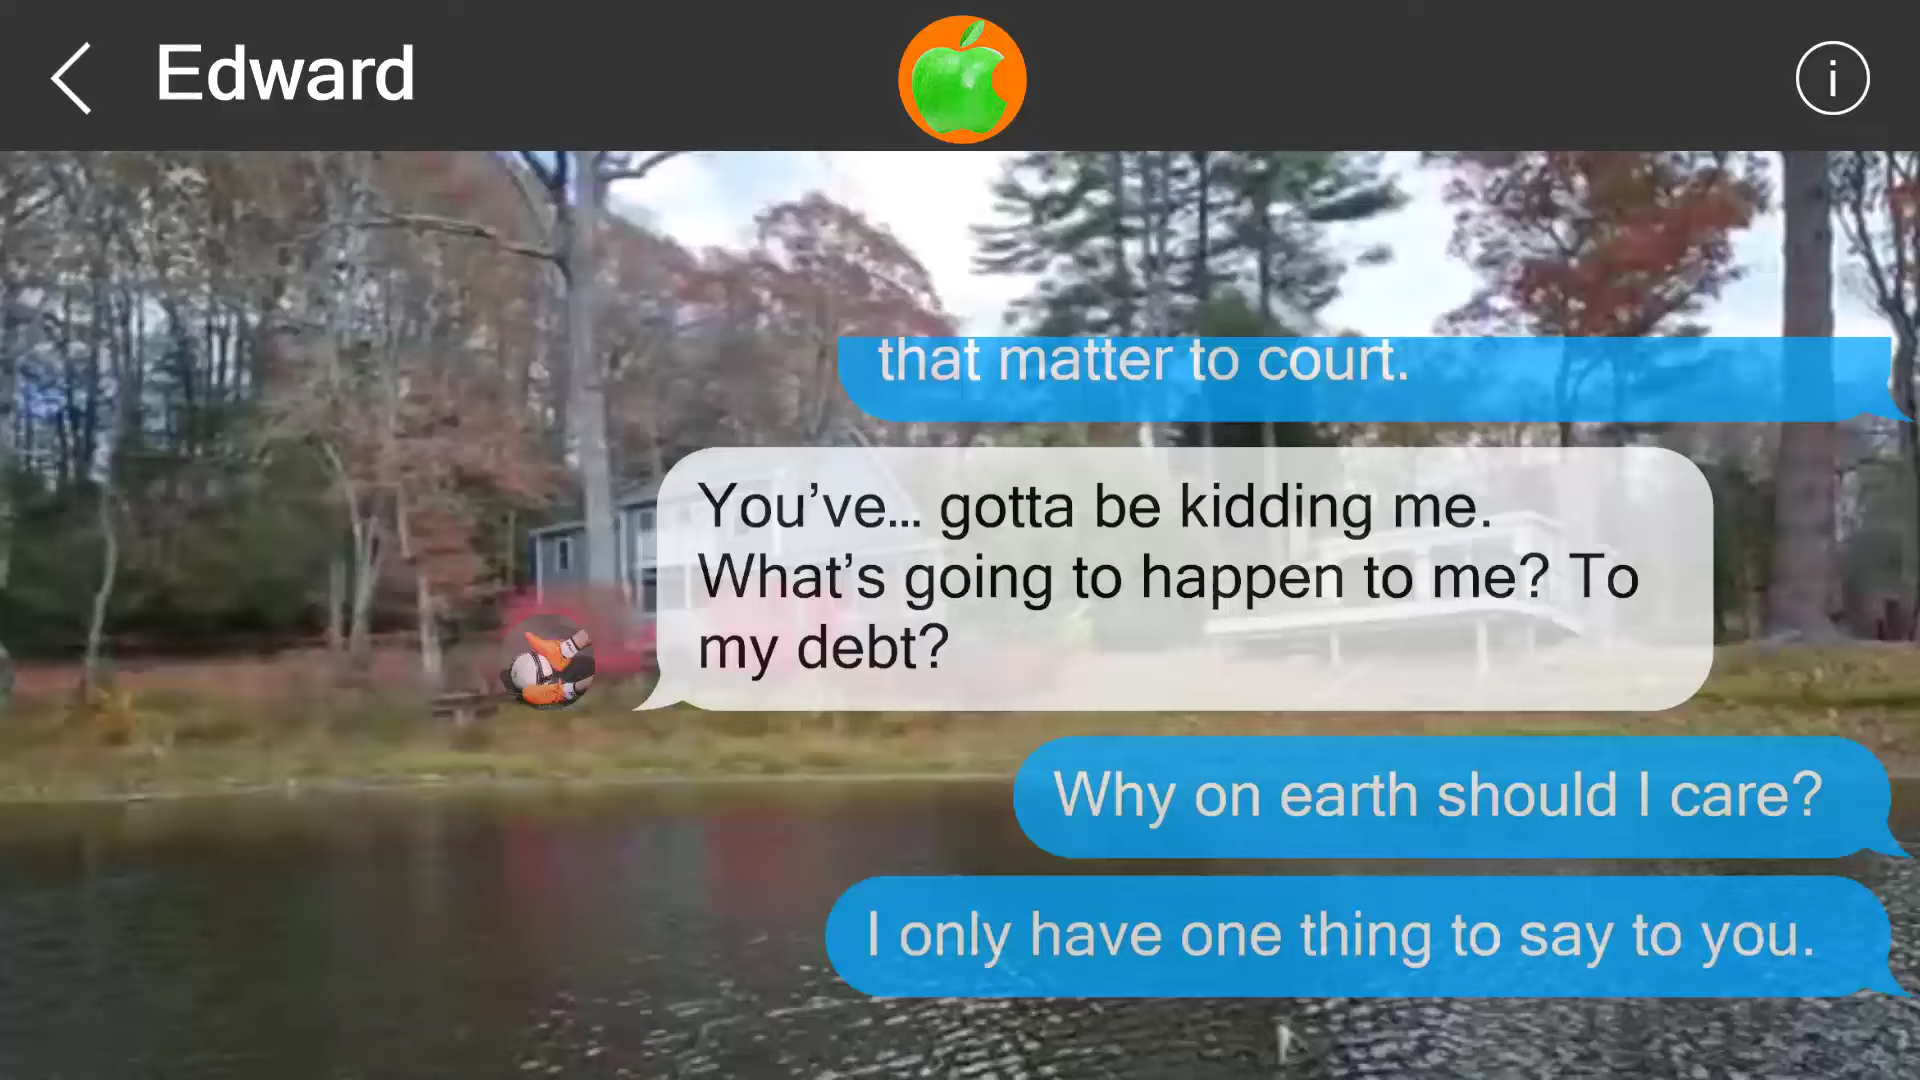 Edward
i
that matter to court.
You’ve... gotta be kidding me.
What’s going to happen to me? To
my debt?
Why on earth should I care?
I only have one thing to say to you.